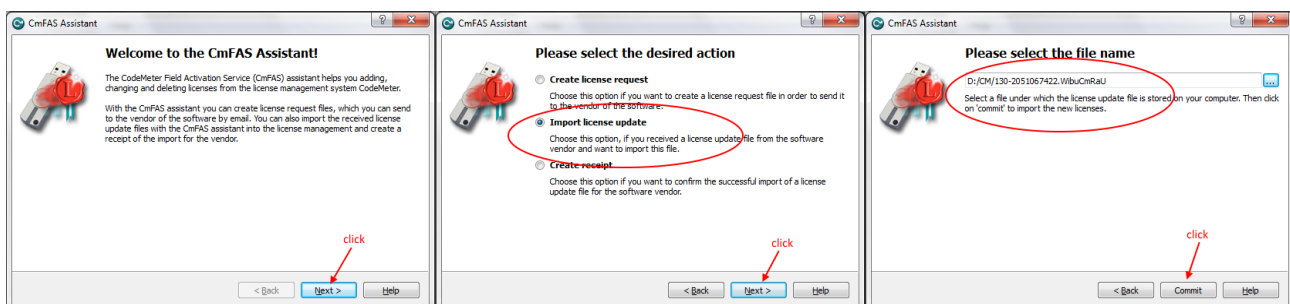 CmFAS Assistant
Welcome to the CmFAS Assistant!
The CodeMeter Field Activation Service (CmFAS) assistant helps you adding,
changing and deleting licenses from the license management system CodeMeter.
With the CmFAS assistant you can create license request files, which you can send
to the vendor of the software by email. You can also import the received license
update files with the CmFAS assistant into the license management and create a
receipt of the import for the vendor.
click
< Back
Next >
Help
CmFAS Assistant
Please select the desired action
Create license request
Choose this option if you want to create a license request file in order to send it
to the vendor of the software.
Import license update
Choose this option, if you received a license update file from the software
vendor and want to import this file.
Create receipt
Choose this option if you want to confirm the successful import of a license
update file for the software vendor.
click
< Back
Next >
Help
CmFAS Assistant
Please select the file name
D:/CM/130-2051067422.WibuCmRaU
...
Select a file under which the license update file is stored on your computer. Then click
on 'commit' to import the new licenses.
click
< Back
Commit
Help